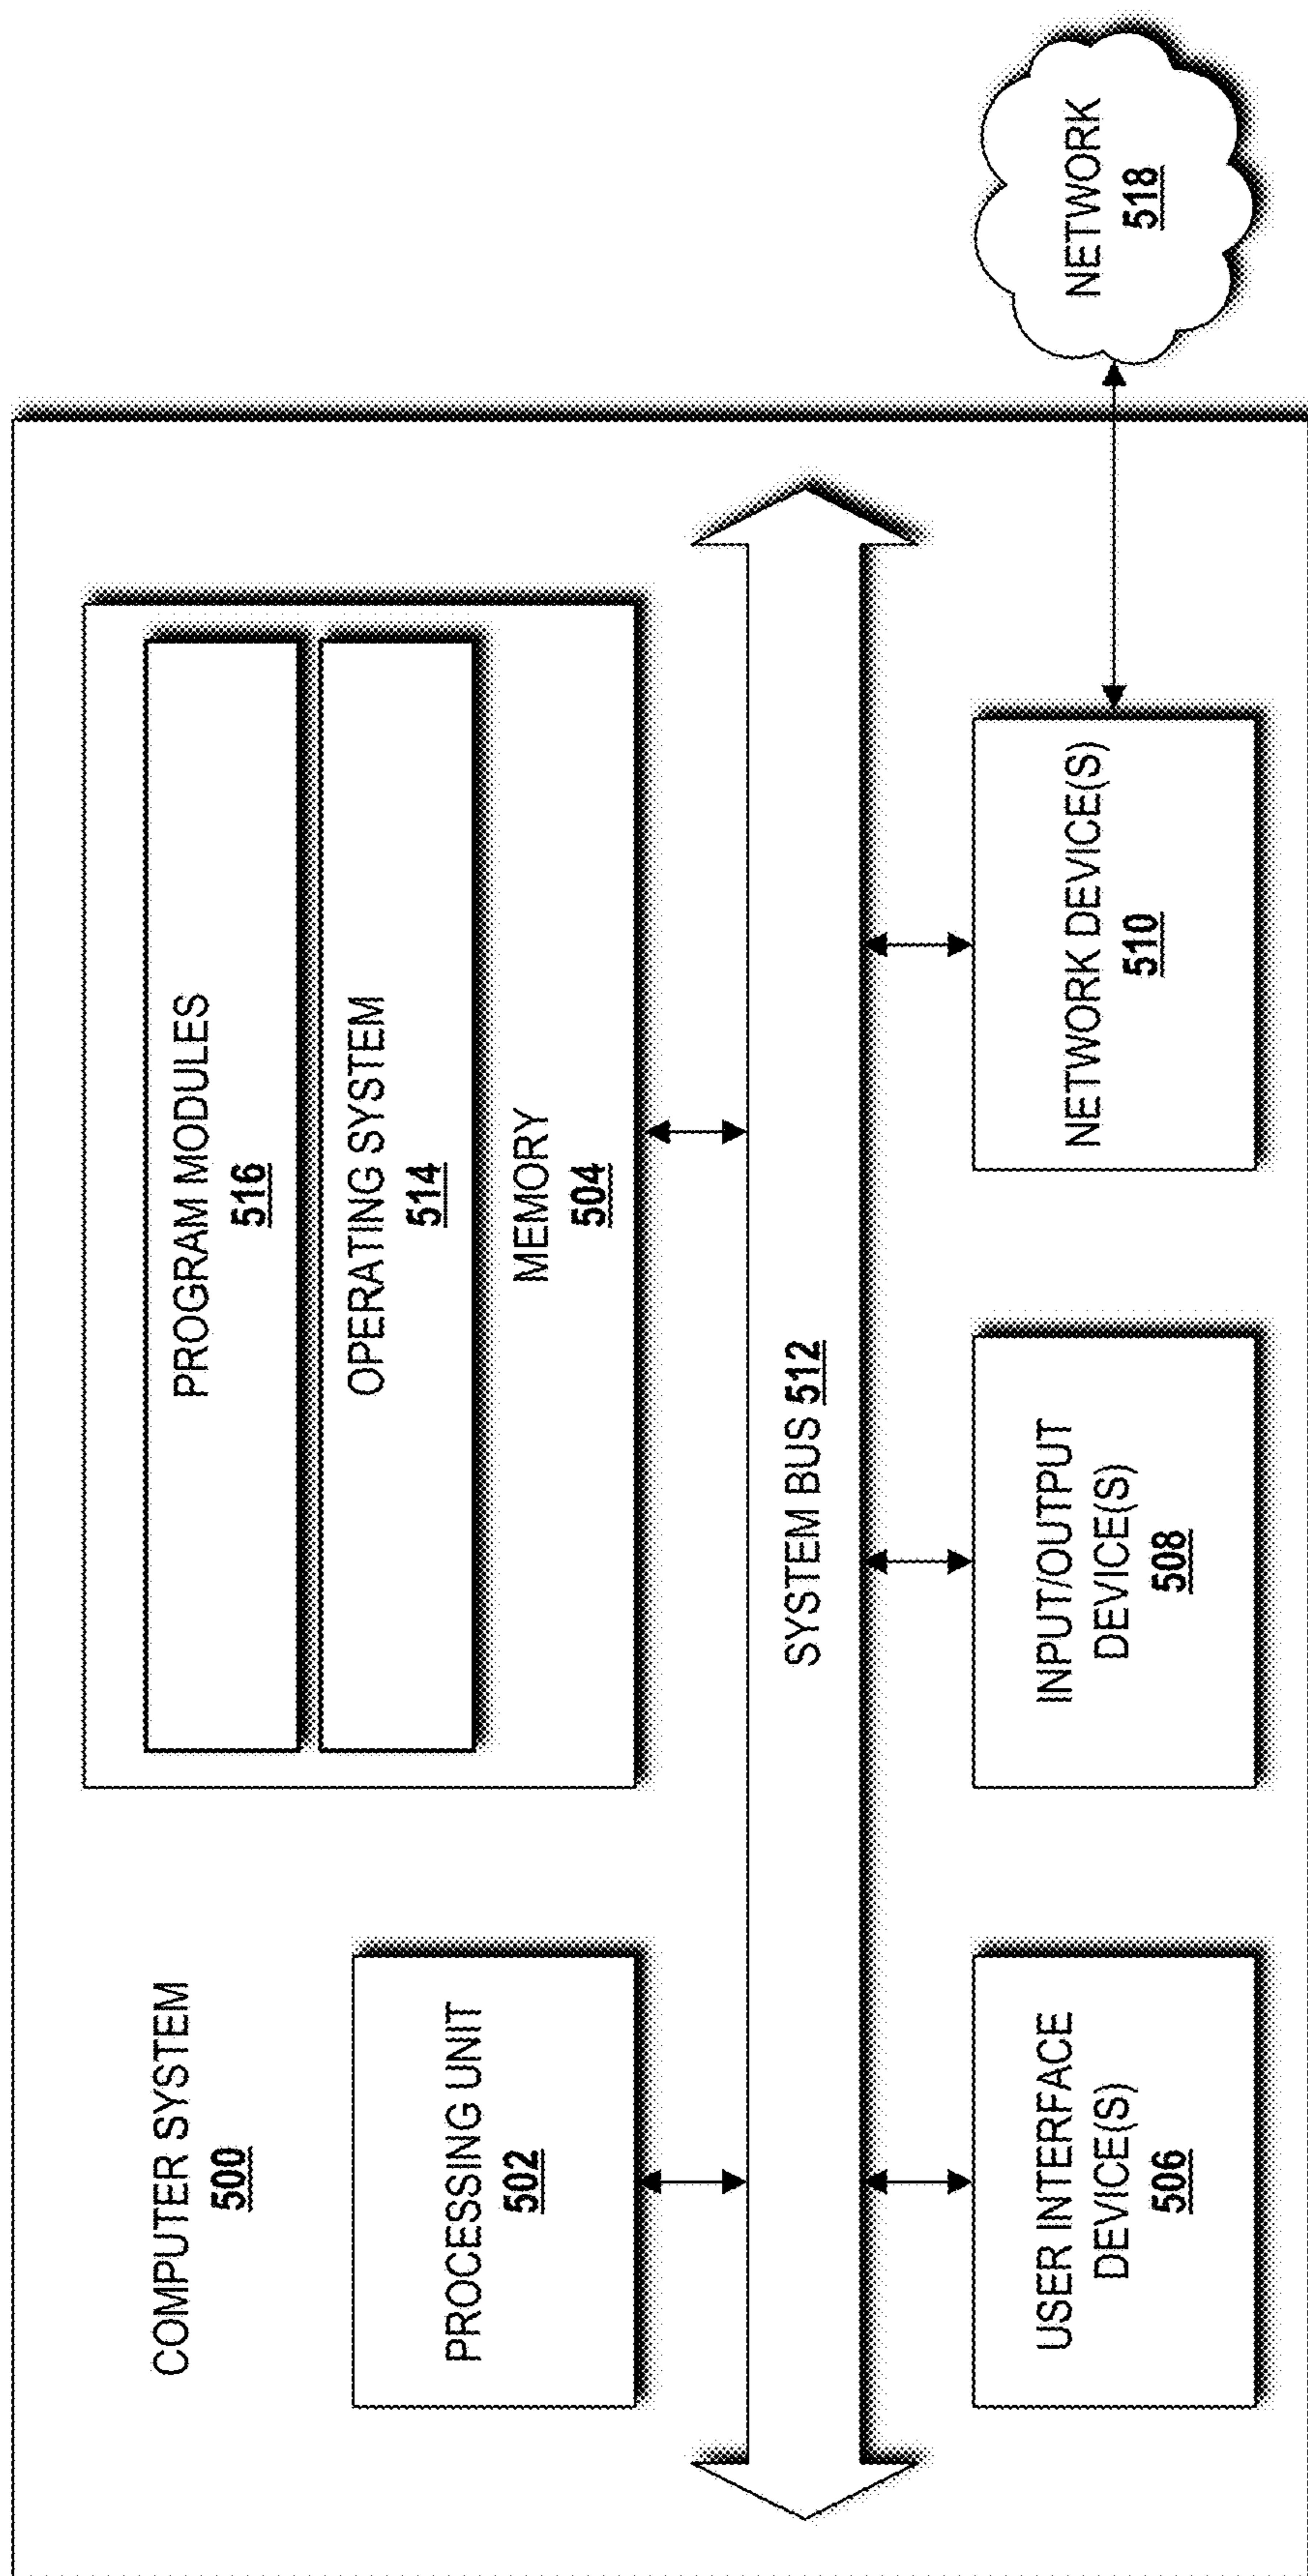 COMPUTER SYSTEM
500
PROCESSING UNIT
502
PROGRAM MODULES
516
OPERATING SYSTEM
514
MEMORY
504
SYSTEM BUS 512
USER INTERFACE
DEVICE(S)
506
INPUT/OUTPUT
DEVICE(S)
508
NETWORK DEVICE(S)
510
NETWORK
518